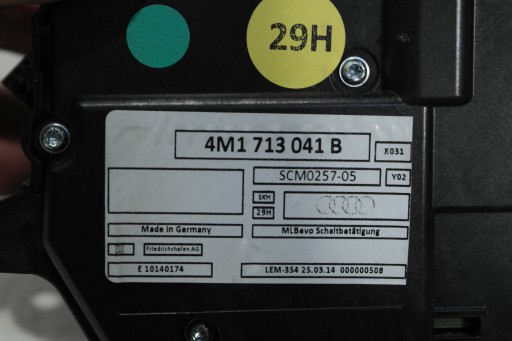 29H
4M1 713 041 B
X031
SCM0257-05
Y02
SKH
29H
Made in Germany
MLBevo Schaltbetätigung
Friedrichshafen AG
E 10140174
LEM-354 25.03.14 000000508